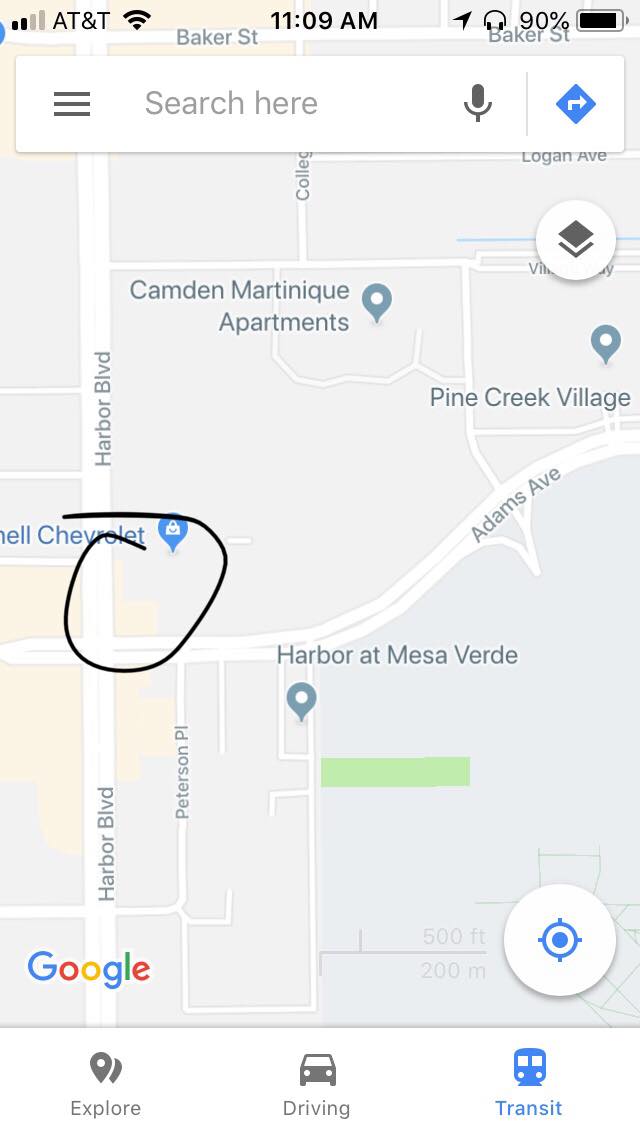 AT&T 11:09 AM 90%
Baker St Baker St
Search here
Logan Ave
Colleg
Camden Martinique
Apartments
Pine Creek Village
Harbor Blvd
Adams Ave
nell Chevrolet
Harbor at Mesa Verde
Peterson Pl
Harbor Blvd
500 ft
200 m
Google
Explore Driving Transit